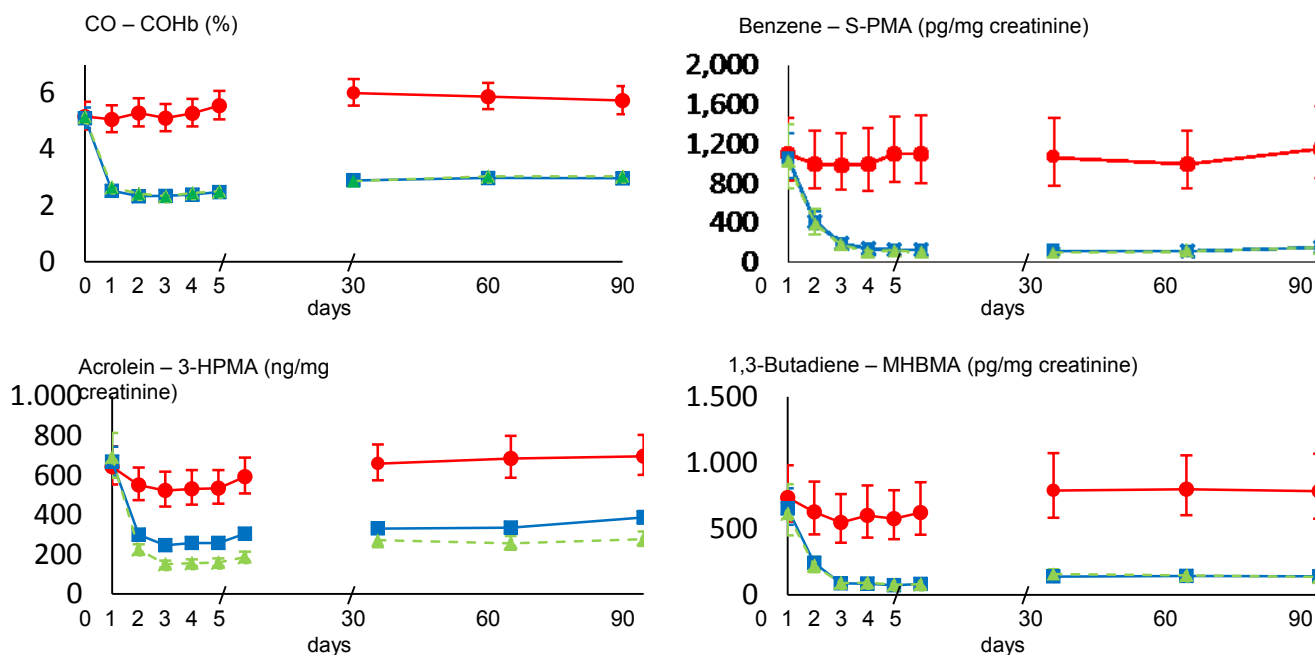 CO – COHb (%)
6
4
2
0
0 1 2 3 4 5 30 60 90
days
Benzene – S-PMA (pg/mg creatinine)
2,000
1,600
1,200
800
400
0
0 1 2 3 4 5 30 60 90
days
Acrolein – 3-HPMA (ng/mg
creatinine)
1.000
800
600
400
200
0
0 1 2 3 4 5 30 60 90
days
1,3-Butadiene – MHBMA (pg/mg creatinine)
1.500
1.000
500
0
0 1 2 3 4 5 30 60 90
days